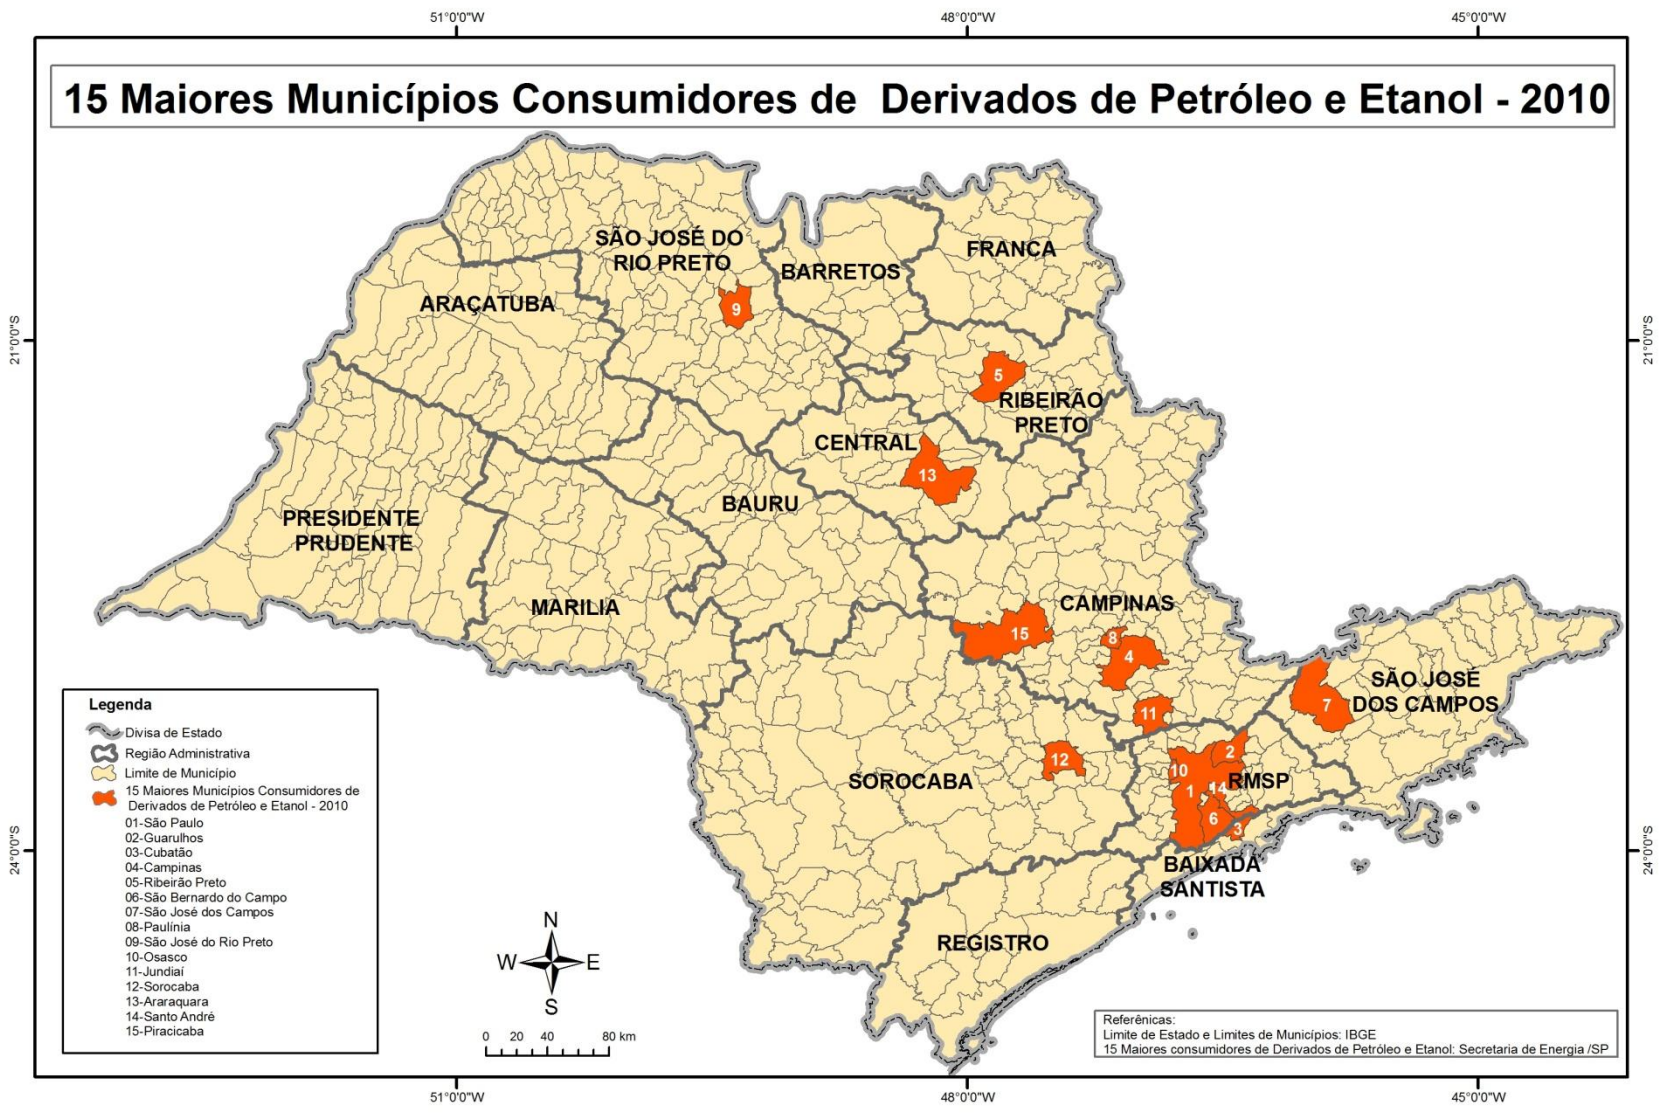 51°0'0"W
48°0'0"W
45°0'0"W
15 Maiores Municípios Consumidores de Derivados de Petróleo e Etanol - 2010
SÃO JOSÉ DO
RIO PRETO
BARRETOS
FRANCA
ARAÇATUBA
9
21°0'0"S
21°0'0"S
5
RIBEIRÃO
PRETO
CENTRAL
13
BAURU
PRESIDENTE
PRUDENTE
MARILIA
CAMPINAS
15
8
4
SÃO JOSÉ
DOS CAMPOS
7
11
12
SOROCABA
2
10
RMSP
1
14
6
3
24°0'0"S
24°0'0"S
BAIXADA
SANTISTA
REGISTRO
Legenda
Divisa de Estado
Região Administrativa
Limite de Município
15 Maiores Municípios Consumidores de
Derivados de Petróleo e Etanol - 2010
01-São Paulo
02-Guarulhos
03-Cubatão
04-Campinas
05-Ribeirão Preto
06-São Bernardo do Campo
07-São José dos Campos
08-Paulínia
09-São José do Rio Preto
10-Osasco
11-Jundiaí
12-Sorocaba
13-Araraquara
14-Santo André
15-Piracicaba
N
W
E
S
0 20 40 80 km
Referênicas:
Limite de Estado e Limites de Municípios: IBGE
15 Maiores consumidores de Derivados de Petróleo e Etanol: Secretaria de Energia /SP
51°0'0"W
48°0'0"W
45°0'0"W